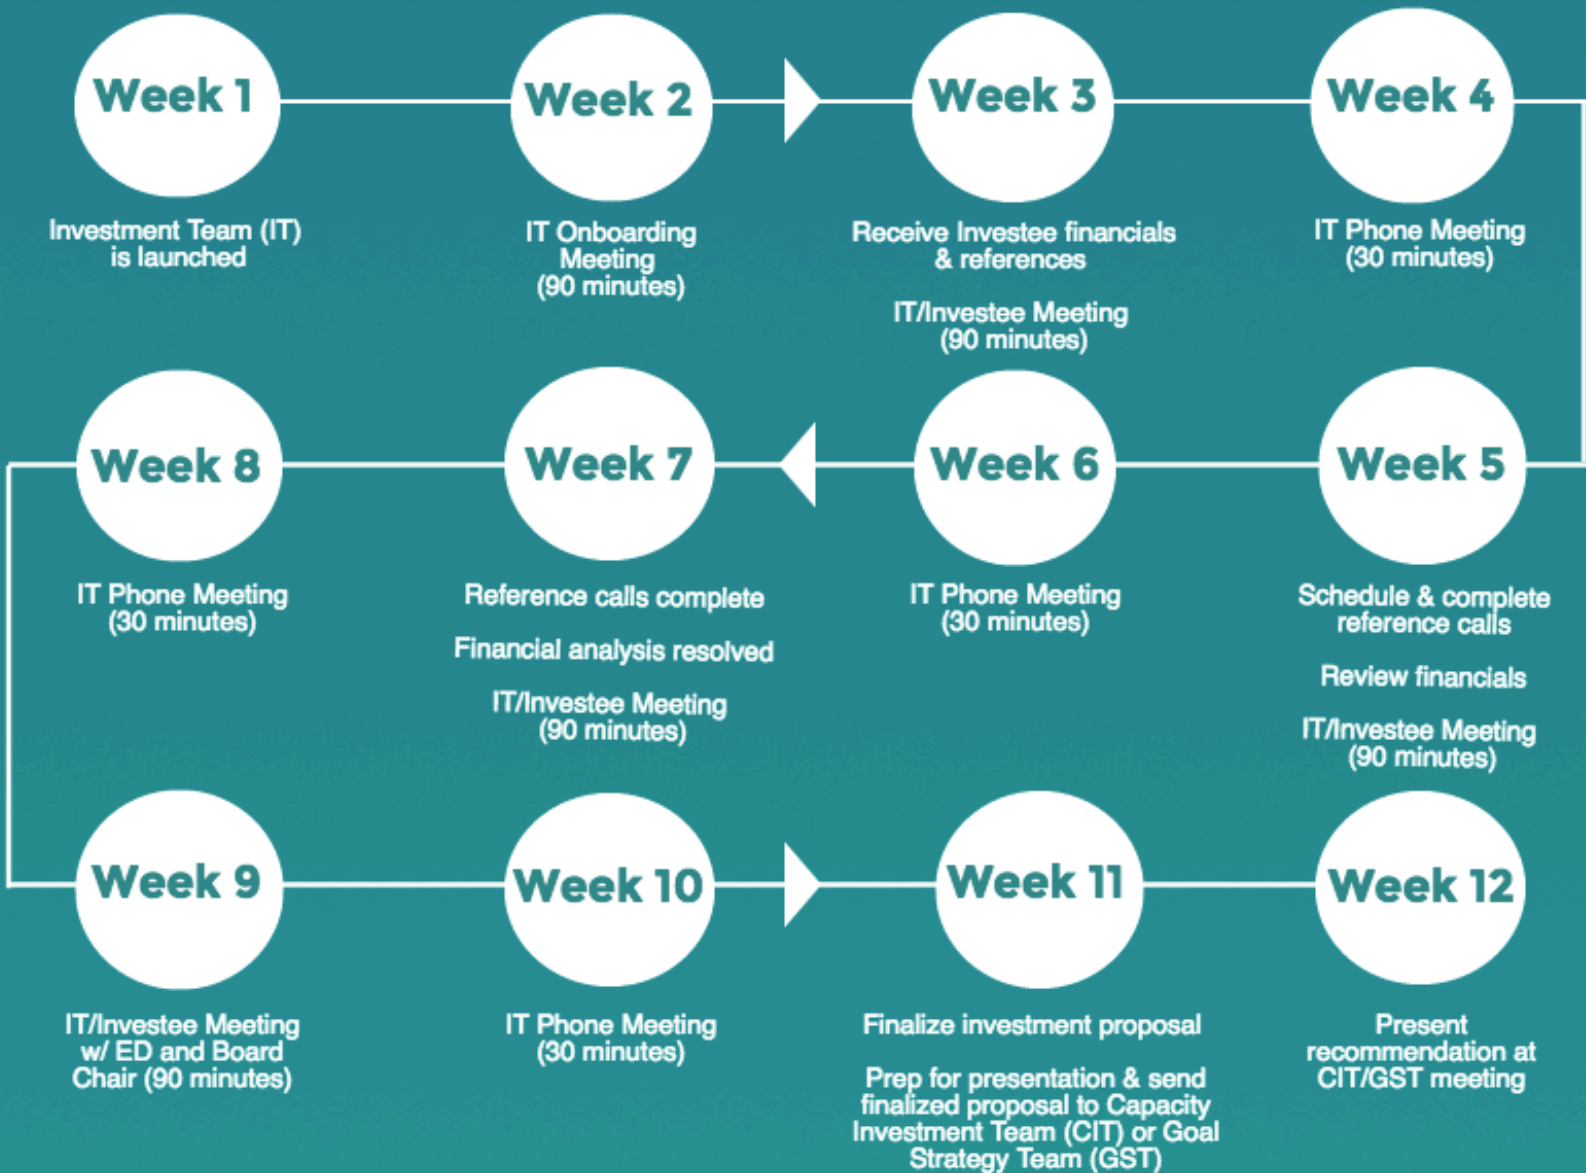 Week 1
Investment Team (IT)
is launched
Week 2
IT Onboarding
Meeting
(90 minutes)
Week 3
Receive Investee financials
& references
IT/Investee Meeting
(90 minutes)
Week 4
IT Phone Meeting
(30 minutes)
Week 5
Schedule & complete
reference calls
Review financials
IT/Investee Meeting
(90 minutes)
Week 6
IT Phone Meeting
(30 minutes)
Week 7
Reference calls complete
Financial analysis resolved
IT/Investee Meeting
(90 minutes)
Week 8
IT Phone Meeting
(30 minutes)
Week 9
IT/Investee Meeting
w/ ED and Board
Chair (90 minutes)
Week 10
IT Phone Meeting
(30 minutes)
Week 11
Finalize investment proposal
Prep for presentation & send
finalized proposal to Capacity
Investment Team (CIT) or Goal
Strategy Team (GST)
Week 12
Present
recommendation at
CIT/GST meeting